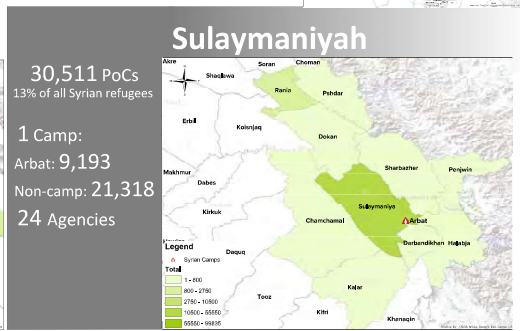 Sulaymaniyah
30,511 PoCs
13% of all Syrian refugees
1 Camp:
Arbat: 9,193
Non-camp: 21,318
24 Agencies
Akre
Soran
Choman
Shaqlawa
Rania
Pshdar
Erbil
Koisnjaq
Dokan
Makhmur
Dabes
Sharbazher
Penjwin
Kirkuk
Chamchamal
Sulaymaniya
Arbat
Darbandikhan
Halabja
Daquq
Kalar
Tooz
Kifri
Khanaqin
Legend
Syrian Camps
Total
1 - 800
800 - 2750
2750 - 10500
10500 - 55550
55550 - 99835